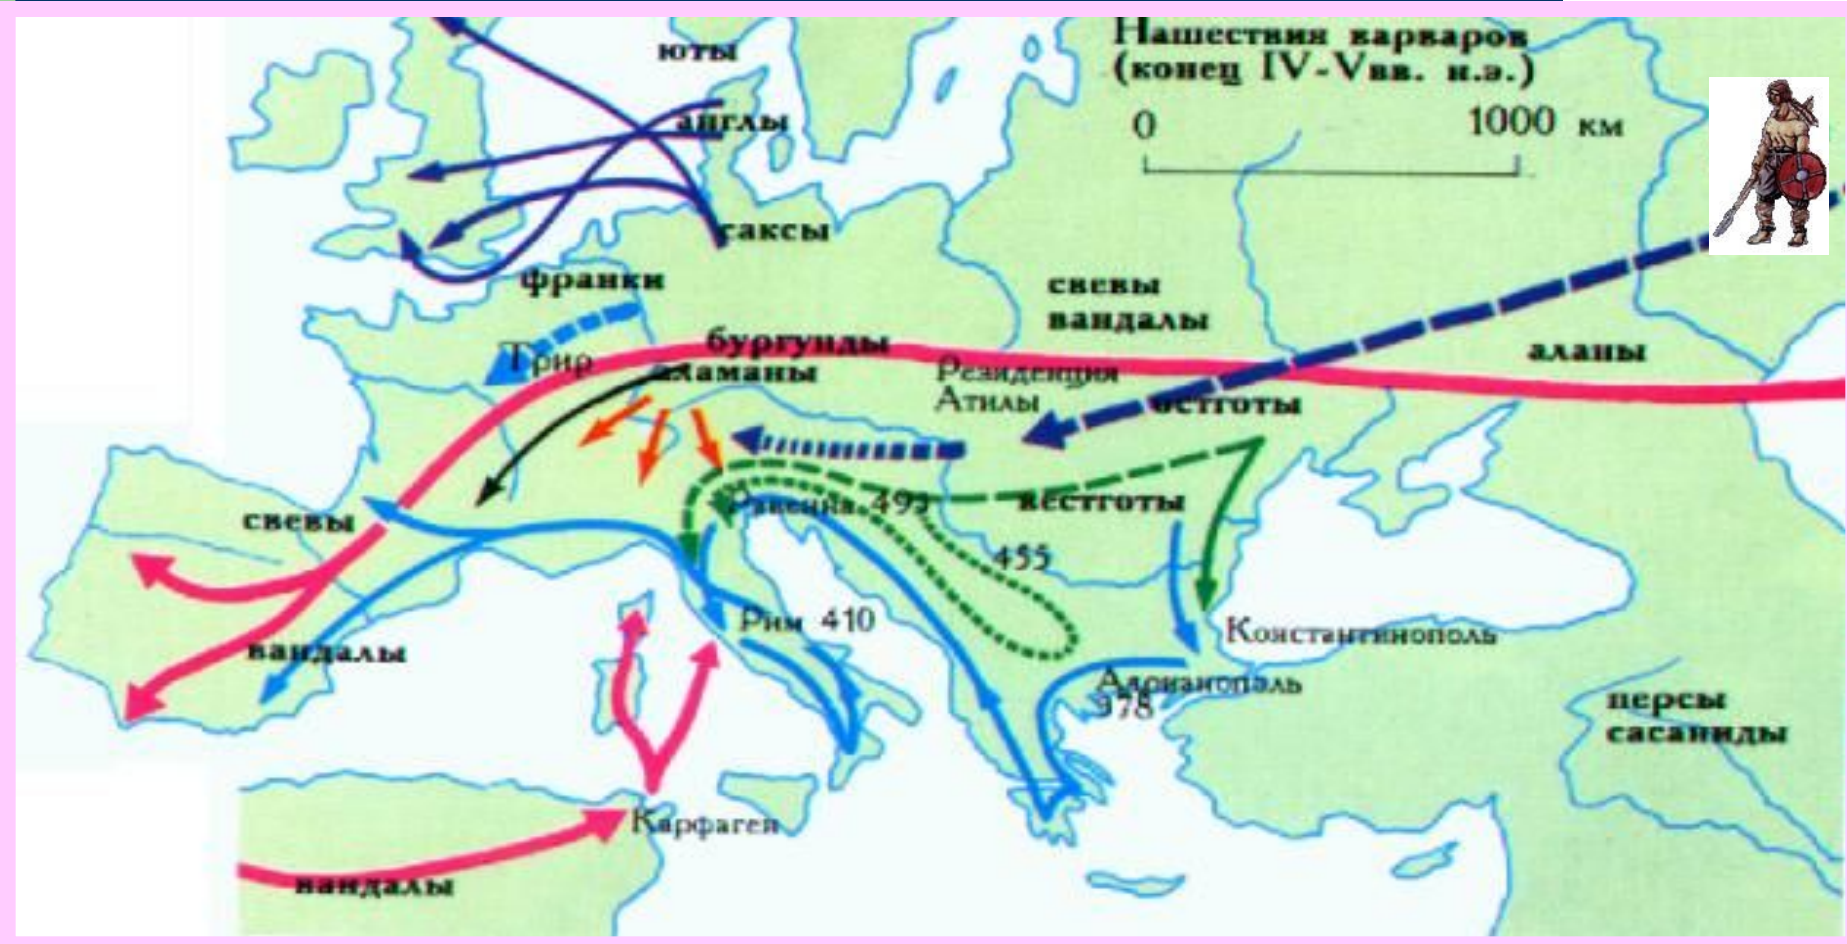 Нашествия варваров
(конец IV-Vвв. н.э.)
0 1000 км
юты
англы
саксы
франки
свевы
вандалы
бургунды
Трир
аламаны
Резиденция
Атилы
аланы
остготы
свевы
Равенна 493
вестготы
455
вандалы
Рим 410
Константинополь
Адрианополь
378
персы
сасаниды
Карфаген
вандалы